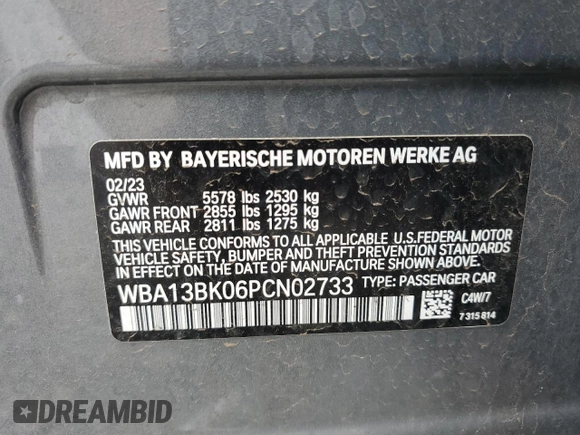 MFD BY BAYERISCHE MOTOREN WERKE AG
02/23
GVWR 5578 lbs 2530 kg
GAWR FRONT 2855 lbs 1295 kg
GAWR REAR 2811 lbs 1275 kg
THIS VEHICLE CONFORMS TO ALL APPLICABLE U.S.FEDERAL MOTOR
VEHICLE SAFETY, BUMPER AND THEFT PREVENTION STANDARDS
IN EFFECT ON THE DATE OF MANUFACTURE SHOWN ABOVE.
WBA13BK06PCN02733 TYPE: PASSENGER CAR
C4W/7
7 315 814
DREAMBID